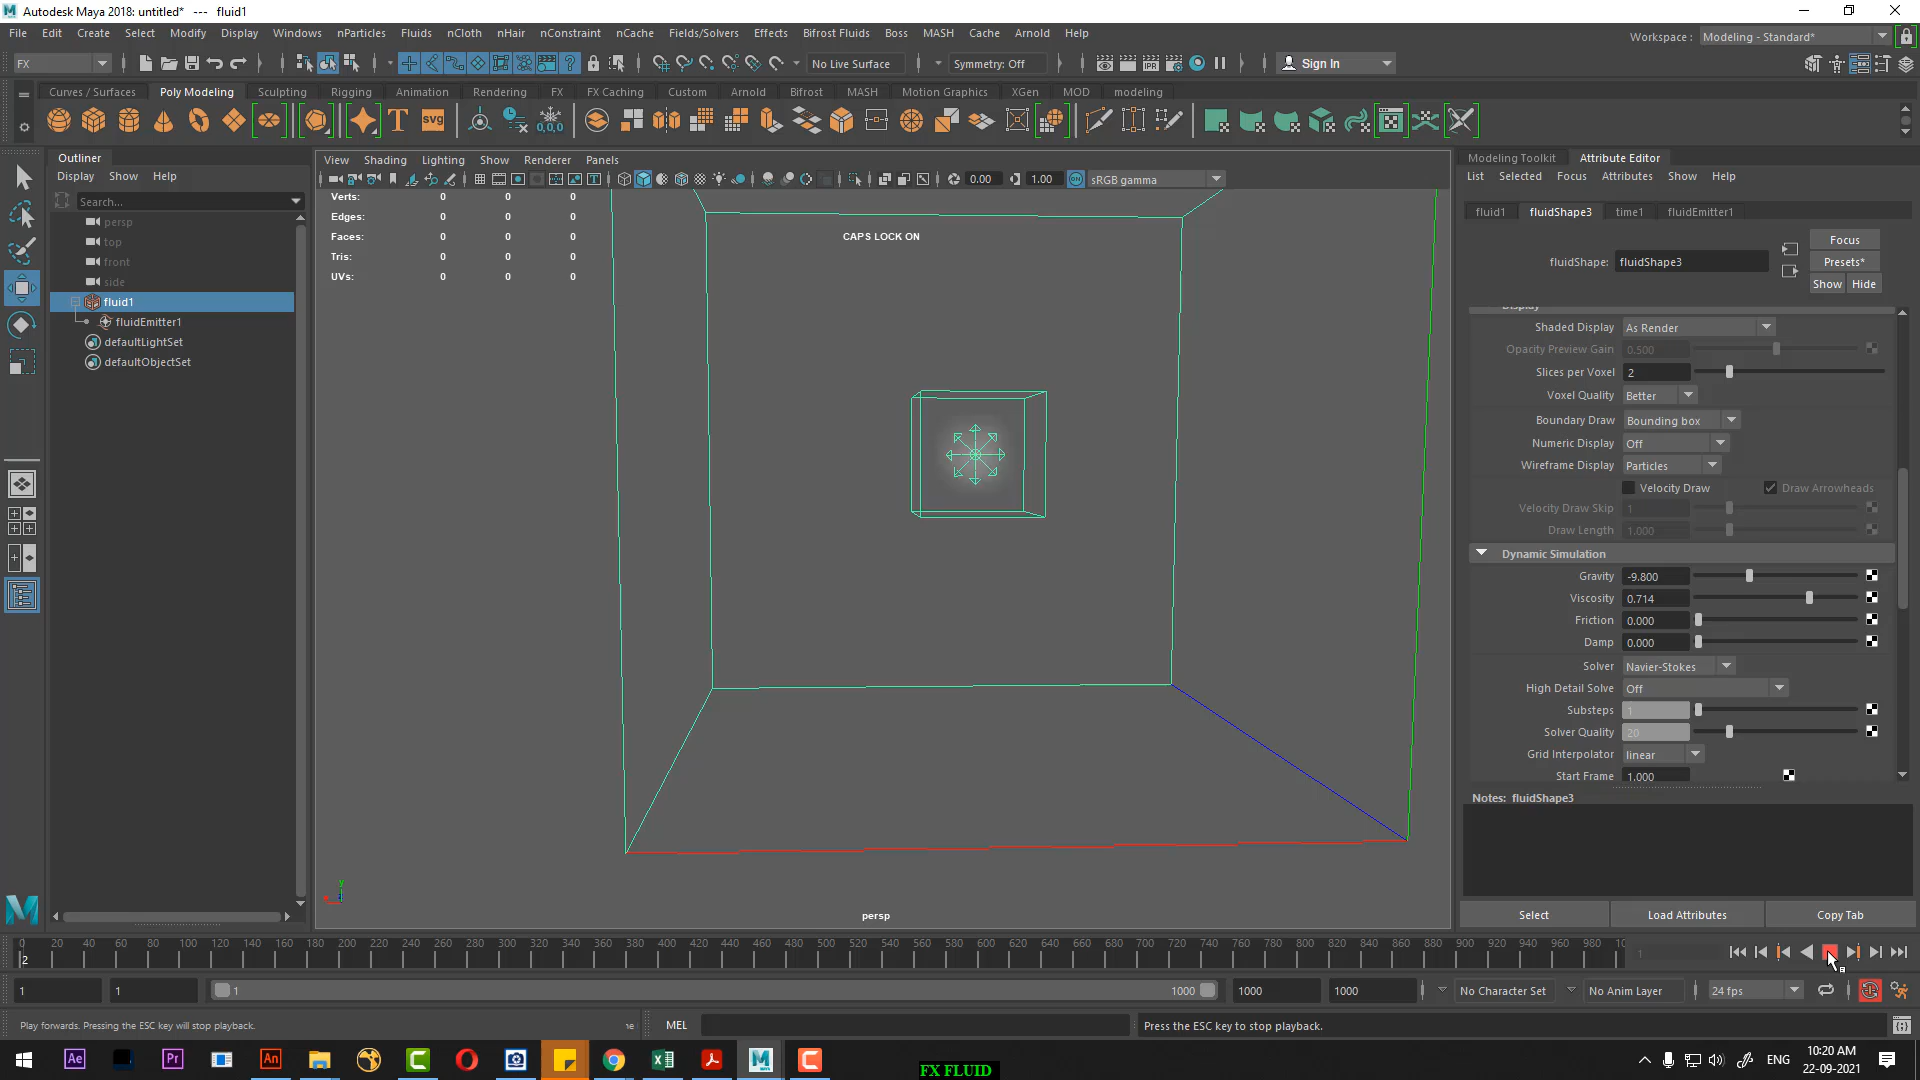 Autodesk Maya 2018: untitled* --- fluid1
File Edit Create Select Modify Display Windows nParticles Fluids nCloth nHair nConstraint nCache Fields/Solvers Effects Bifrost Fluids Boss MASH Cache Arnold Help
Workspace : Modeling - Standard*
FX No Live Surface Symmetry: Off Sign In
Curves / Surfaces Poly Modeling Sculpting Rigging Animation Rendering FX FX Caching Custom Arnold Bifrost MASH Motion Graphics XGen MOD modeling
T svg 0,0,0
Outliner
Display Show Help
Search...
persp
top
front
side
fluid1
fluidEmitter1
defaultLightSet
defaultObjectSet
View Shading Lighting Show Renderer Panels
0.00 1.00 sRGB gamma
Verts: 0 0 0
Edges: 0 0 0
Faces: 0 0 0
Tris: 0 0 0
UVs: 0 0 0
CAPS LOCK ON
y
persp
Modeling Toolkit Attribute Editor
List Selected Focus Attributes Show Help
fluid1 fluidShape3 time1 fluidEmitter1
Focus
fluidShape: fluidShape3 Presets*
Show Hide
Display
Shaded Display As Render
Opacity Preview Gain 0.500
Slices per Voxel 2
Voxel Quality Better
Boundary Draw Bounding box
Numeric Display Off
Wireframe Display Particles
Velocity Draw Draw Arrowheads
Velocity Draw Skip 1
Draw Length 1.000
Dynamic Simulation
Gravity -9.800
Viscosity 0.714
Friction 0.000
Damp 0.000
Solver Navier-Stokes
High Detail Solve Off
Substeps 1
Solver Quality 20
Grid Interpolator linear
Start Frame 1.000
Notes: fluidShape3
Select Load Attributes Copy Tab
0 20 40 60 80 100 120 140 160 180 200 220 240 260 280 300 320 340 360 380 400 420 440 460 480 500 520 540 560 580 600 620 640 660 680 700 720 740 760 780 800 820 840 860 880 900 920 940 960 980 10
2 1
1 1 1 1000 1000 1000 No Character Set No Anim Layer 24 fps
Play forwards. Pressing the ESC key will stop playback. ne MEL Press the ESC key to stop playback.
Ae Pr An ENG 10:20 AM
22-09-2021
FX FLUID